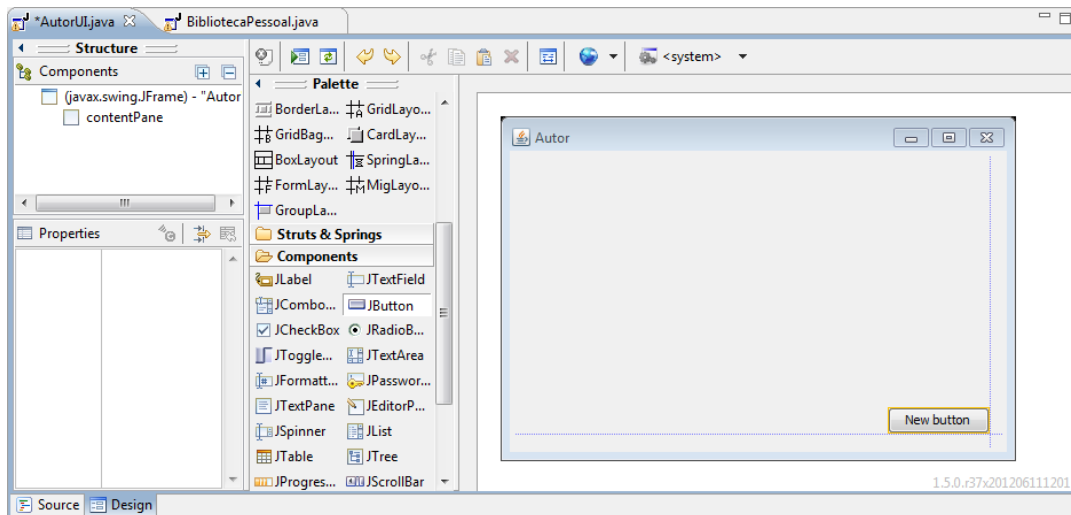 *AutorUI.java
BibliotecaPessoal.java
Structure
Components
(javax.swing.JFrame) - "Autor
contentPane
Properties
<system>
Palette
BorderLa... GridLayo...
GridBag... CardLay...
BoxLayout SpringLa...
FormLay... MigLayo...
GroupLa...
Struts & Springs
Components
JLabel JTextField
JCombo... JButton
JCheckBox JRadioB...
JToggle... JTextArea
JFormatt... JPasswor...
JTextPane JEditorP...
JSpinner JList
JTable JTree
JProgres... JScrollBar
Autor
New button
1.5.0.r37x201206111201
Source Design